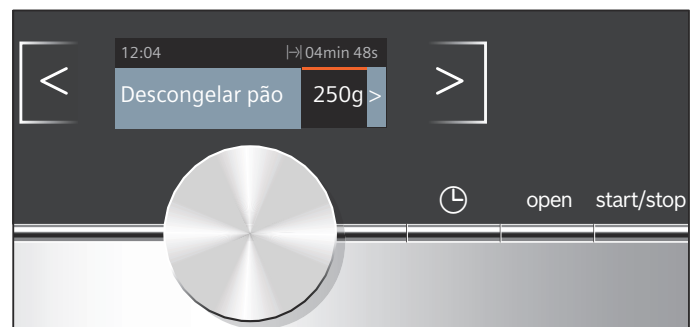 12:04 04min 48s
< Descongelar pão 250g > >
open start/stop